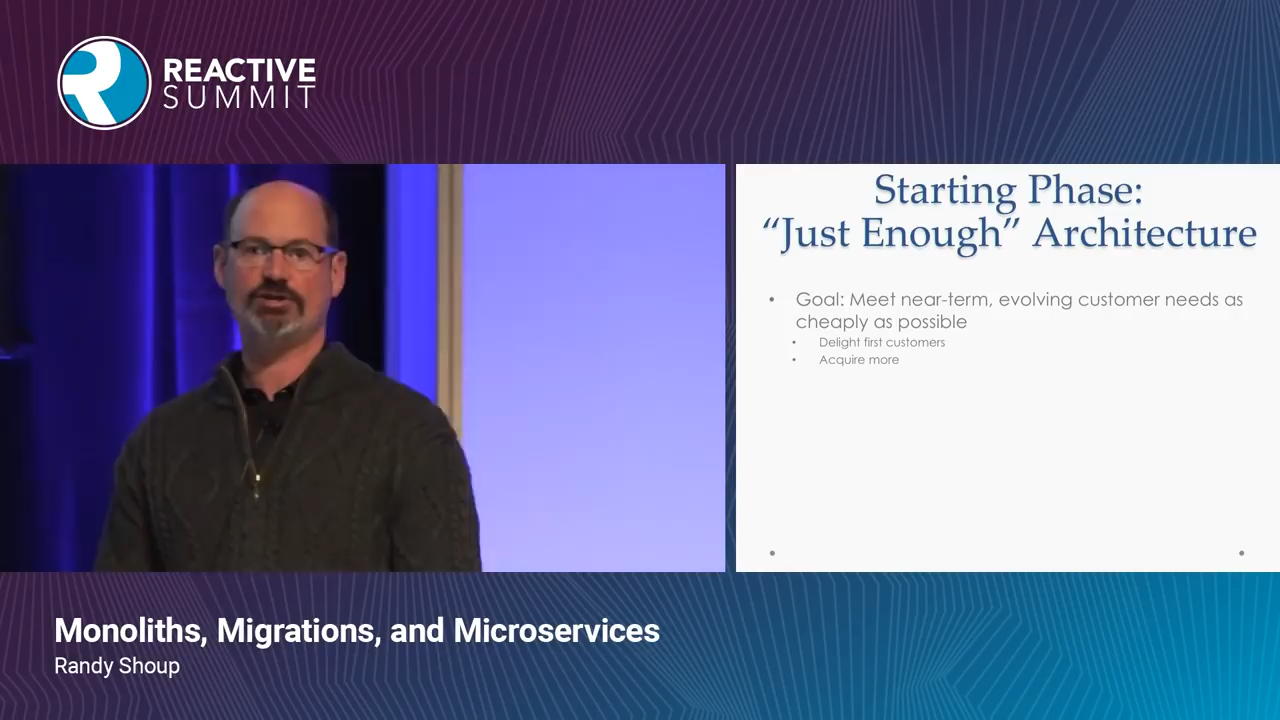 REACTIVE
SUMMIT
Starting Phase:
“Just Enough” Architecture
• Goal: Meet near-term, evolving customer needs as
cheaply as possible
• Delight first customers
• Acquire more
Monoliths, Migrations, and Microservices
Randy Shoup